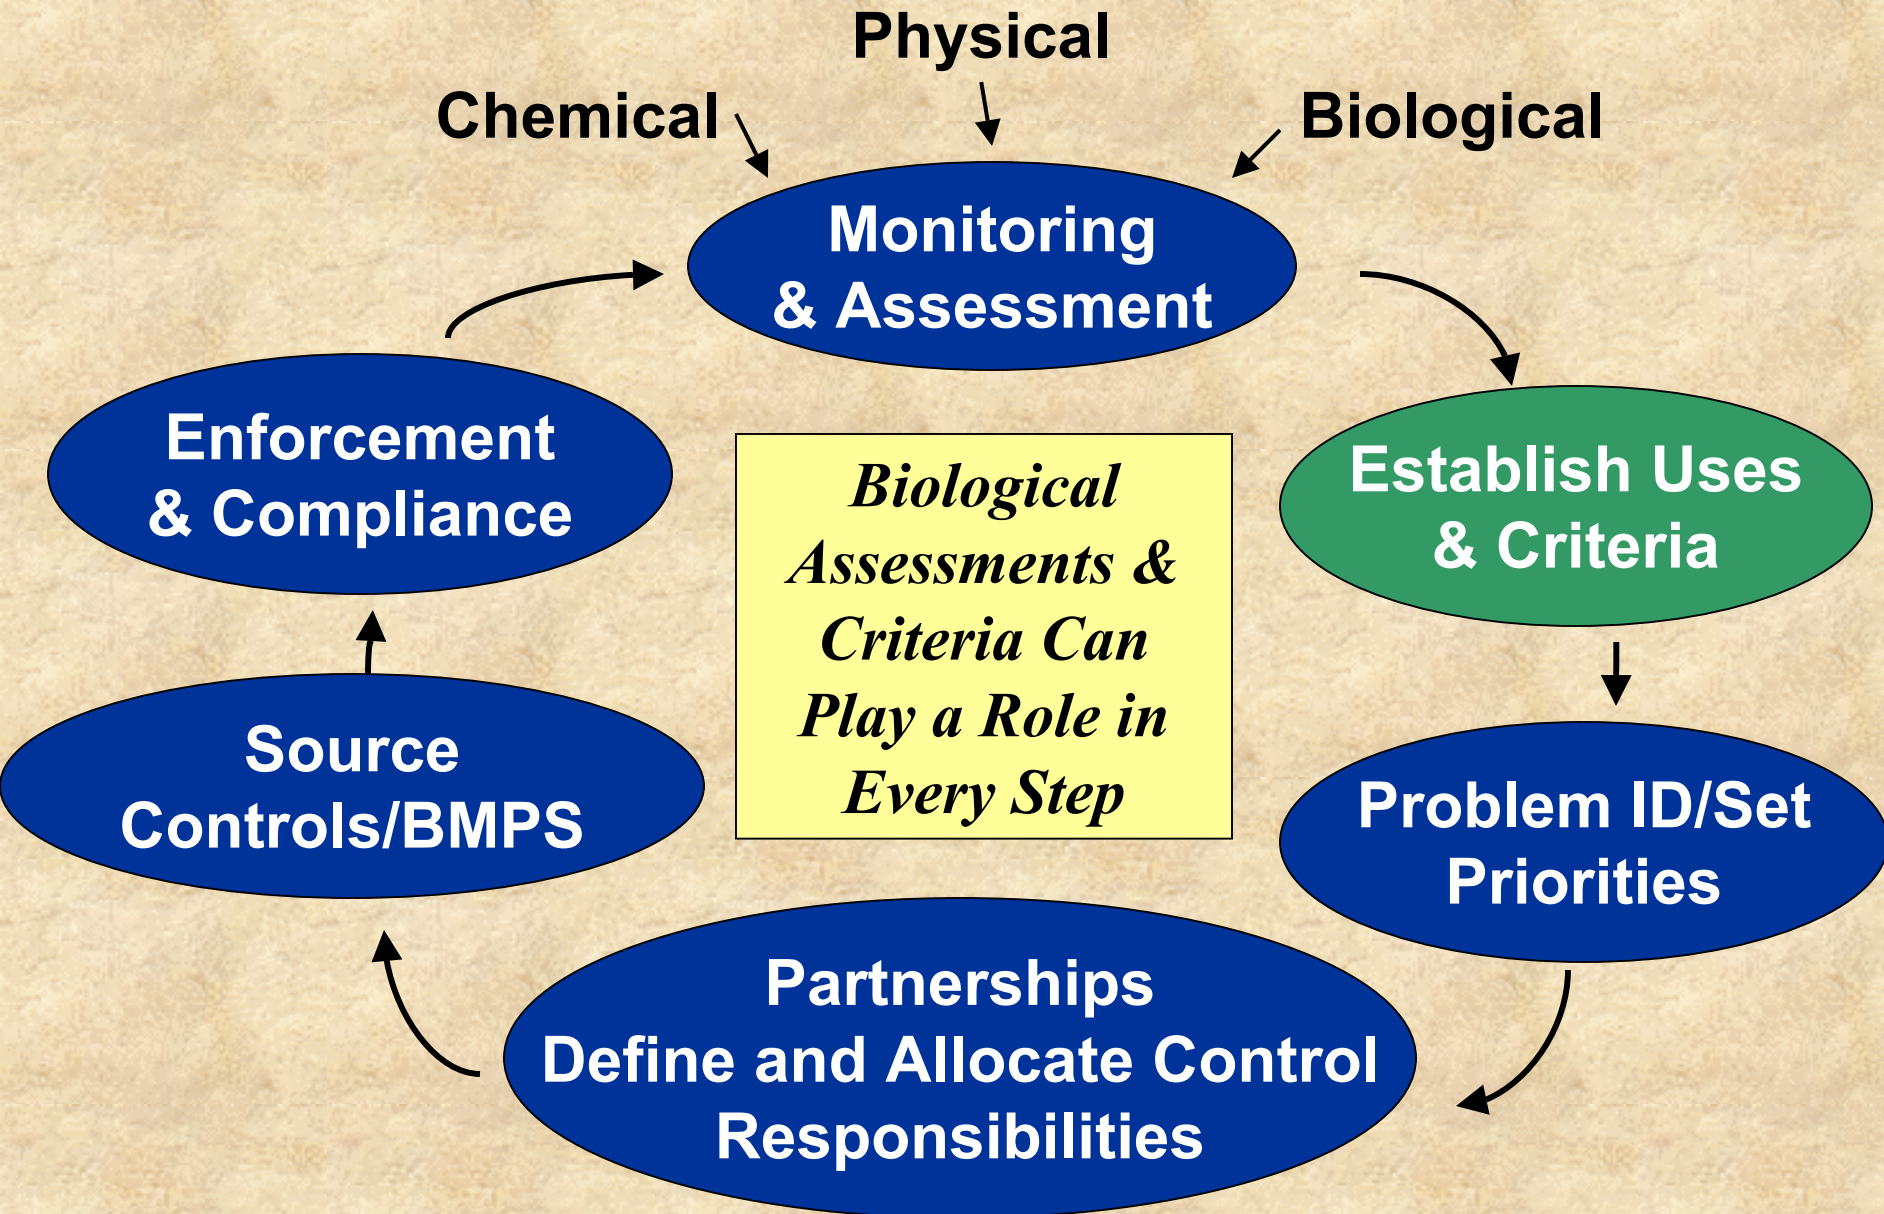 Physical
Chemical
Biological
Monitoring
& Assessment
Establish Uses
& Criteria
Problem ID/Set
Priorities
Partnerships
Define and Allocate Control
Responsibilities
Source
Controls/BMPS
Enforcement
& Compliance
Biological
Assessments &
Criteria Can
Play a Role in
Every Step